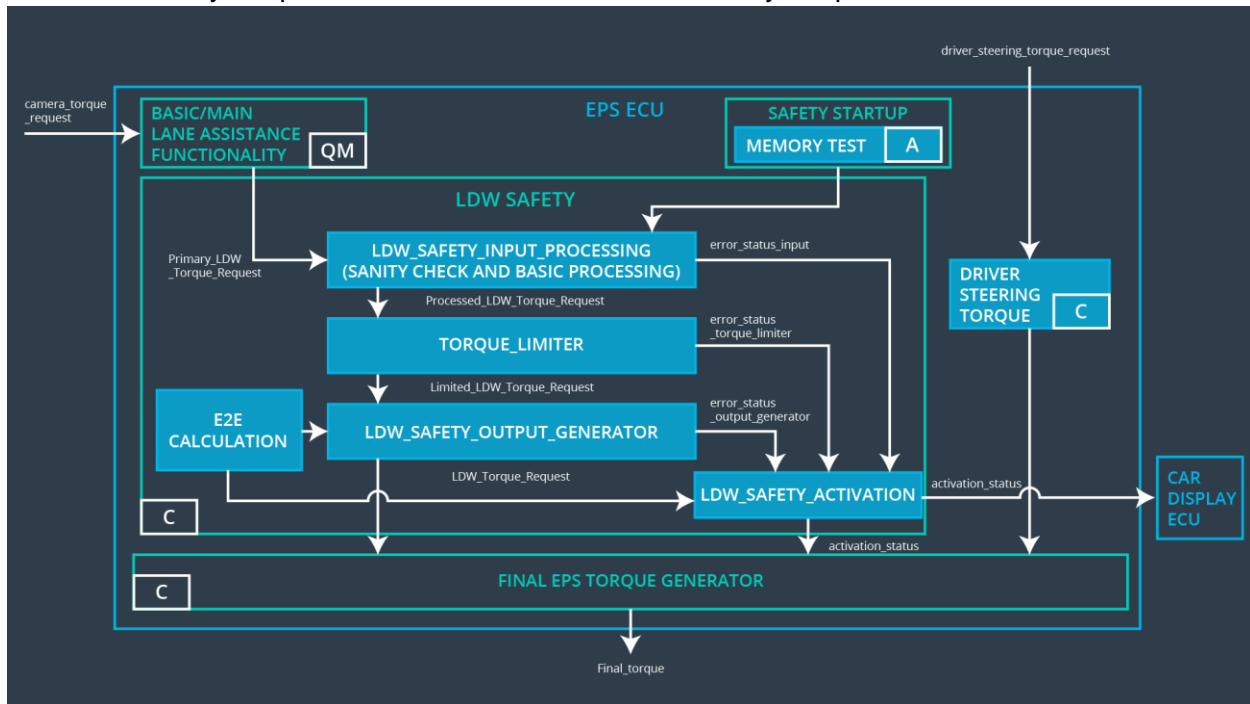 driver_steering_torque_request
camera_torque
_request
BASIC/MAIN
LANE ASSISTANCE
FUNCTIONALITY
QM
EPS ECU
SAFETY STARTUP
MEMORY TEST
A
LDW SAFETY
Primary_LDW
_Torque_Request
LDW_SAFETY_INPUT_PROCESSING
(SANITY CHECK AND BASIC PROCESSING)
error_status_input
DRIVER
STEERING
TORQUE
C
Processed_LDW_Torque_Request
TORQUE_LIMITER
error_status
_torque_limiter
Limited_LDW_Torque_Request
E2E
CALCULATION
LDW_SAFETY_OUTPUT_GENERATOR
error_status
_output_generator
LDW_Torque_Request
LDW_SAFETY_ACTIVATION
activation_status
CAR
DISPLAY
ECU
C
activation_status
FINAL EPS TORQUE GENERATOR
C
Final_torque